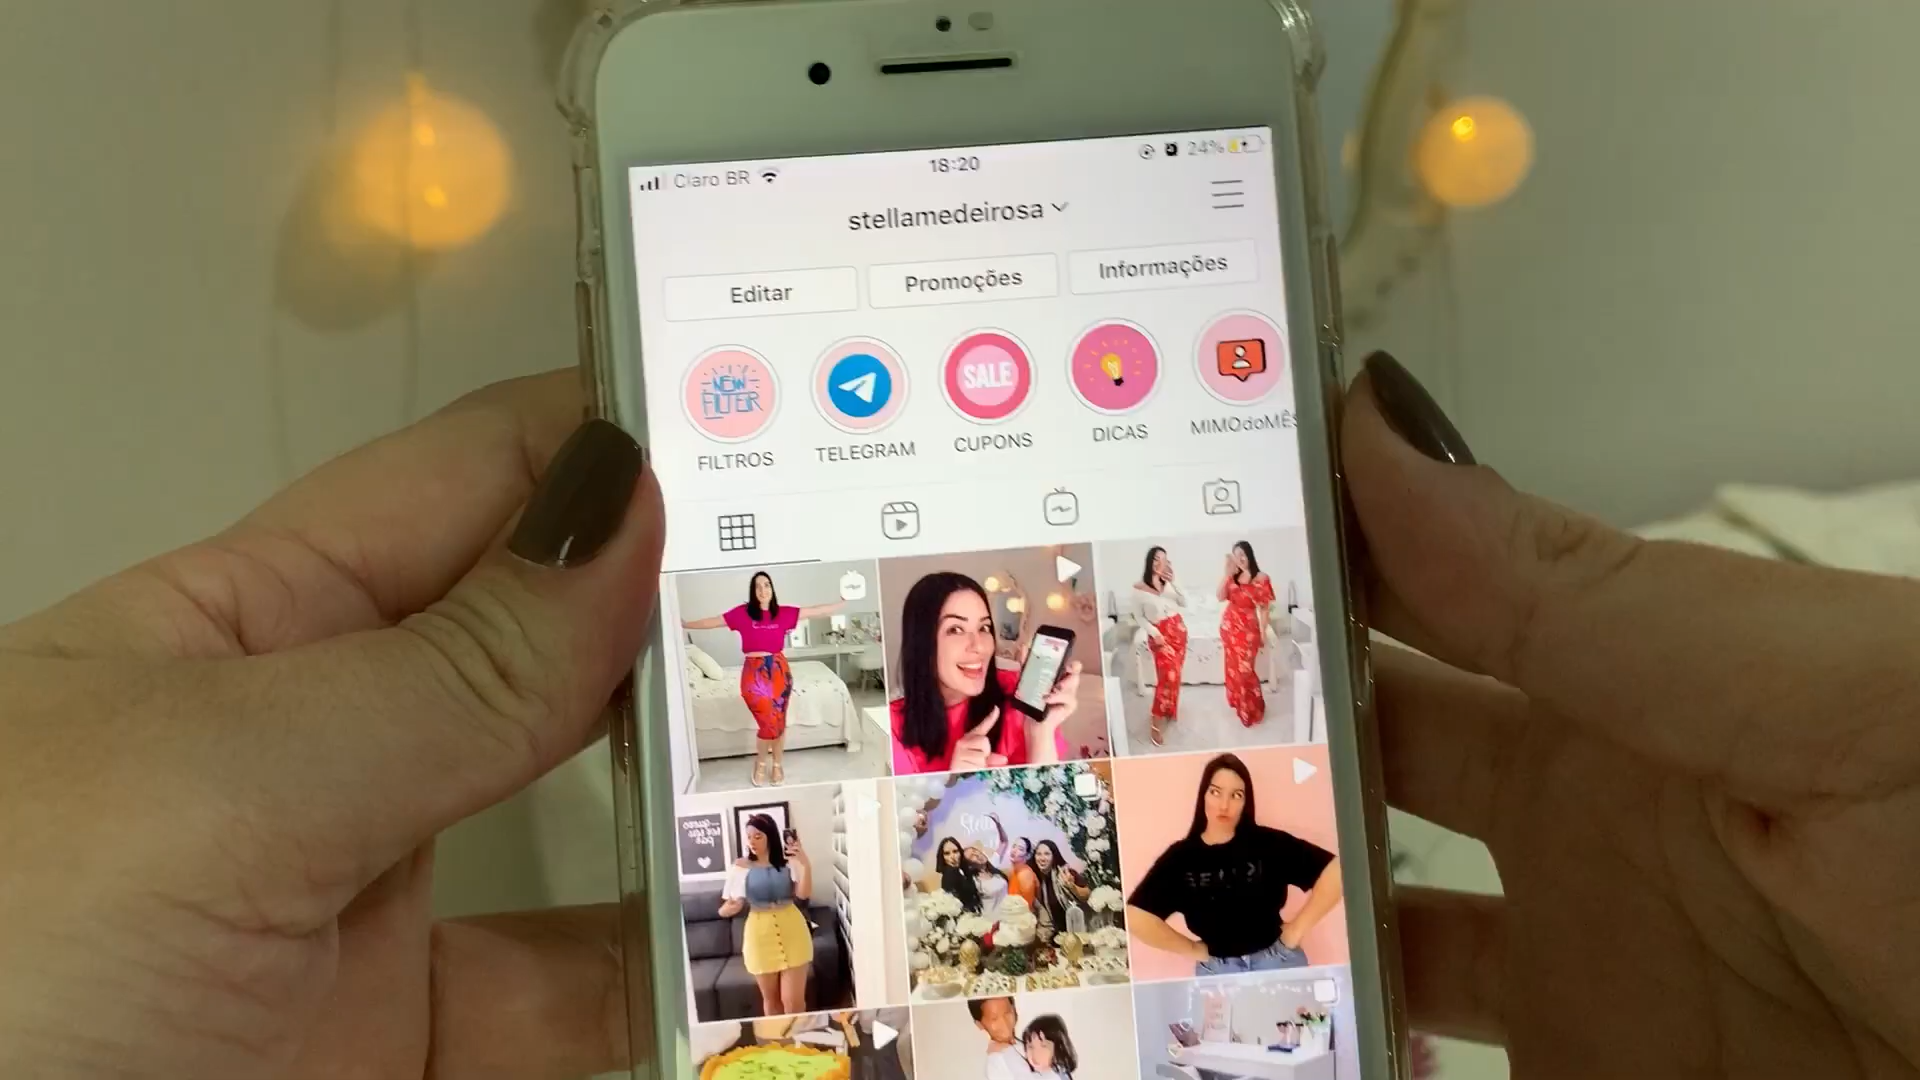 Claro BR
18:20
24%
stellamedeirosa
Editar
Promoções
Informações
NEW
FILTER
SALE
FILTROS
TELEGRAM
CUPONS
DICAS
MIMOdoMÊS